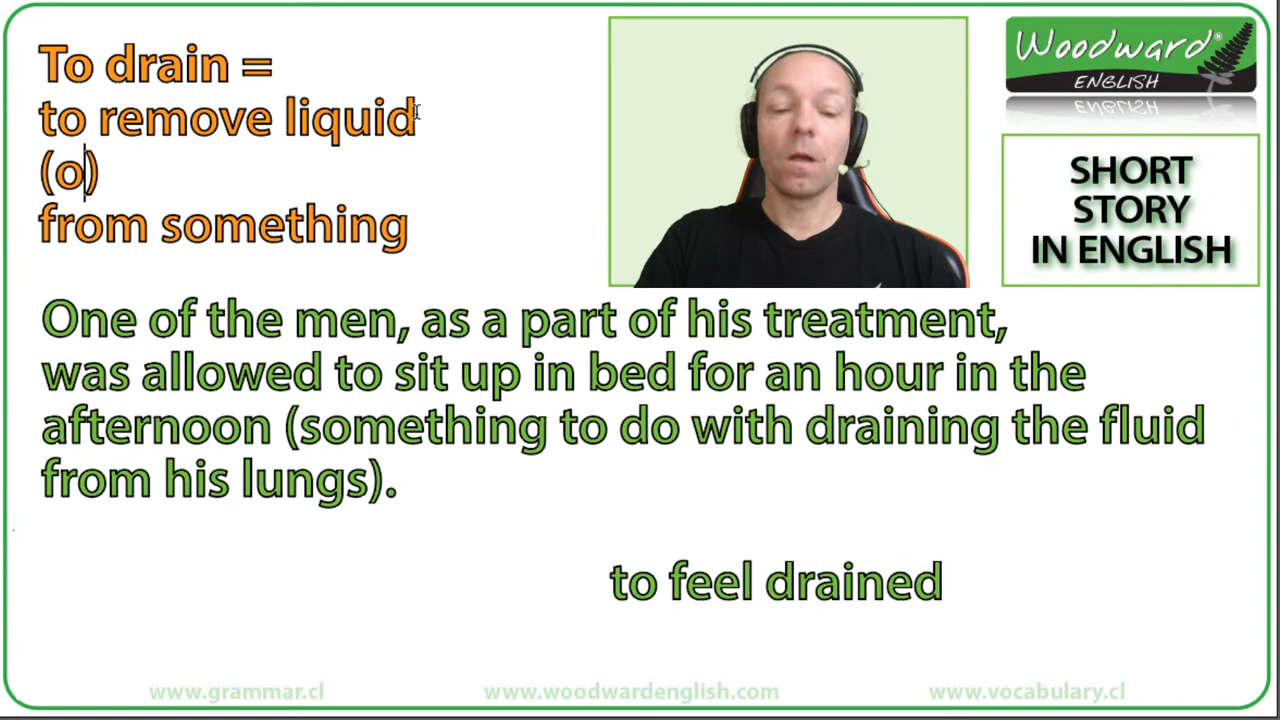 To drain =
to remove liquid
(o)
from something
Woodward®
ENGLISH
SHORT
STORY
IN ENGLISH
One of the men, as a part of his treatment,
was allowed to sit up in bed for an hour in the
afternoon (something to do with draining the fluid
from his lungs).
to feel drained
www.grammar.cl
www.woodwardenglish.com
www.vocabulary.cl